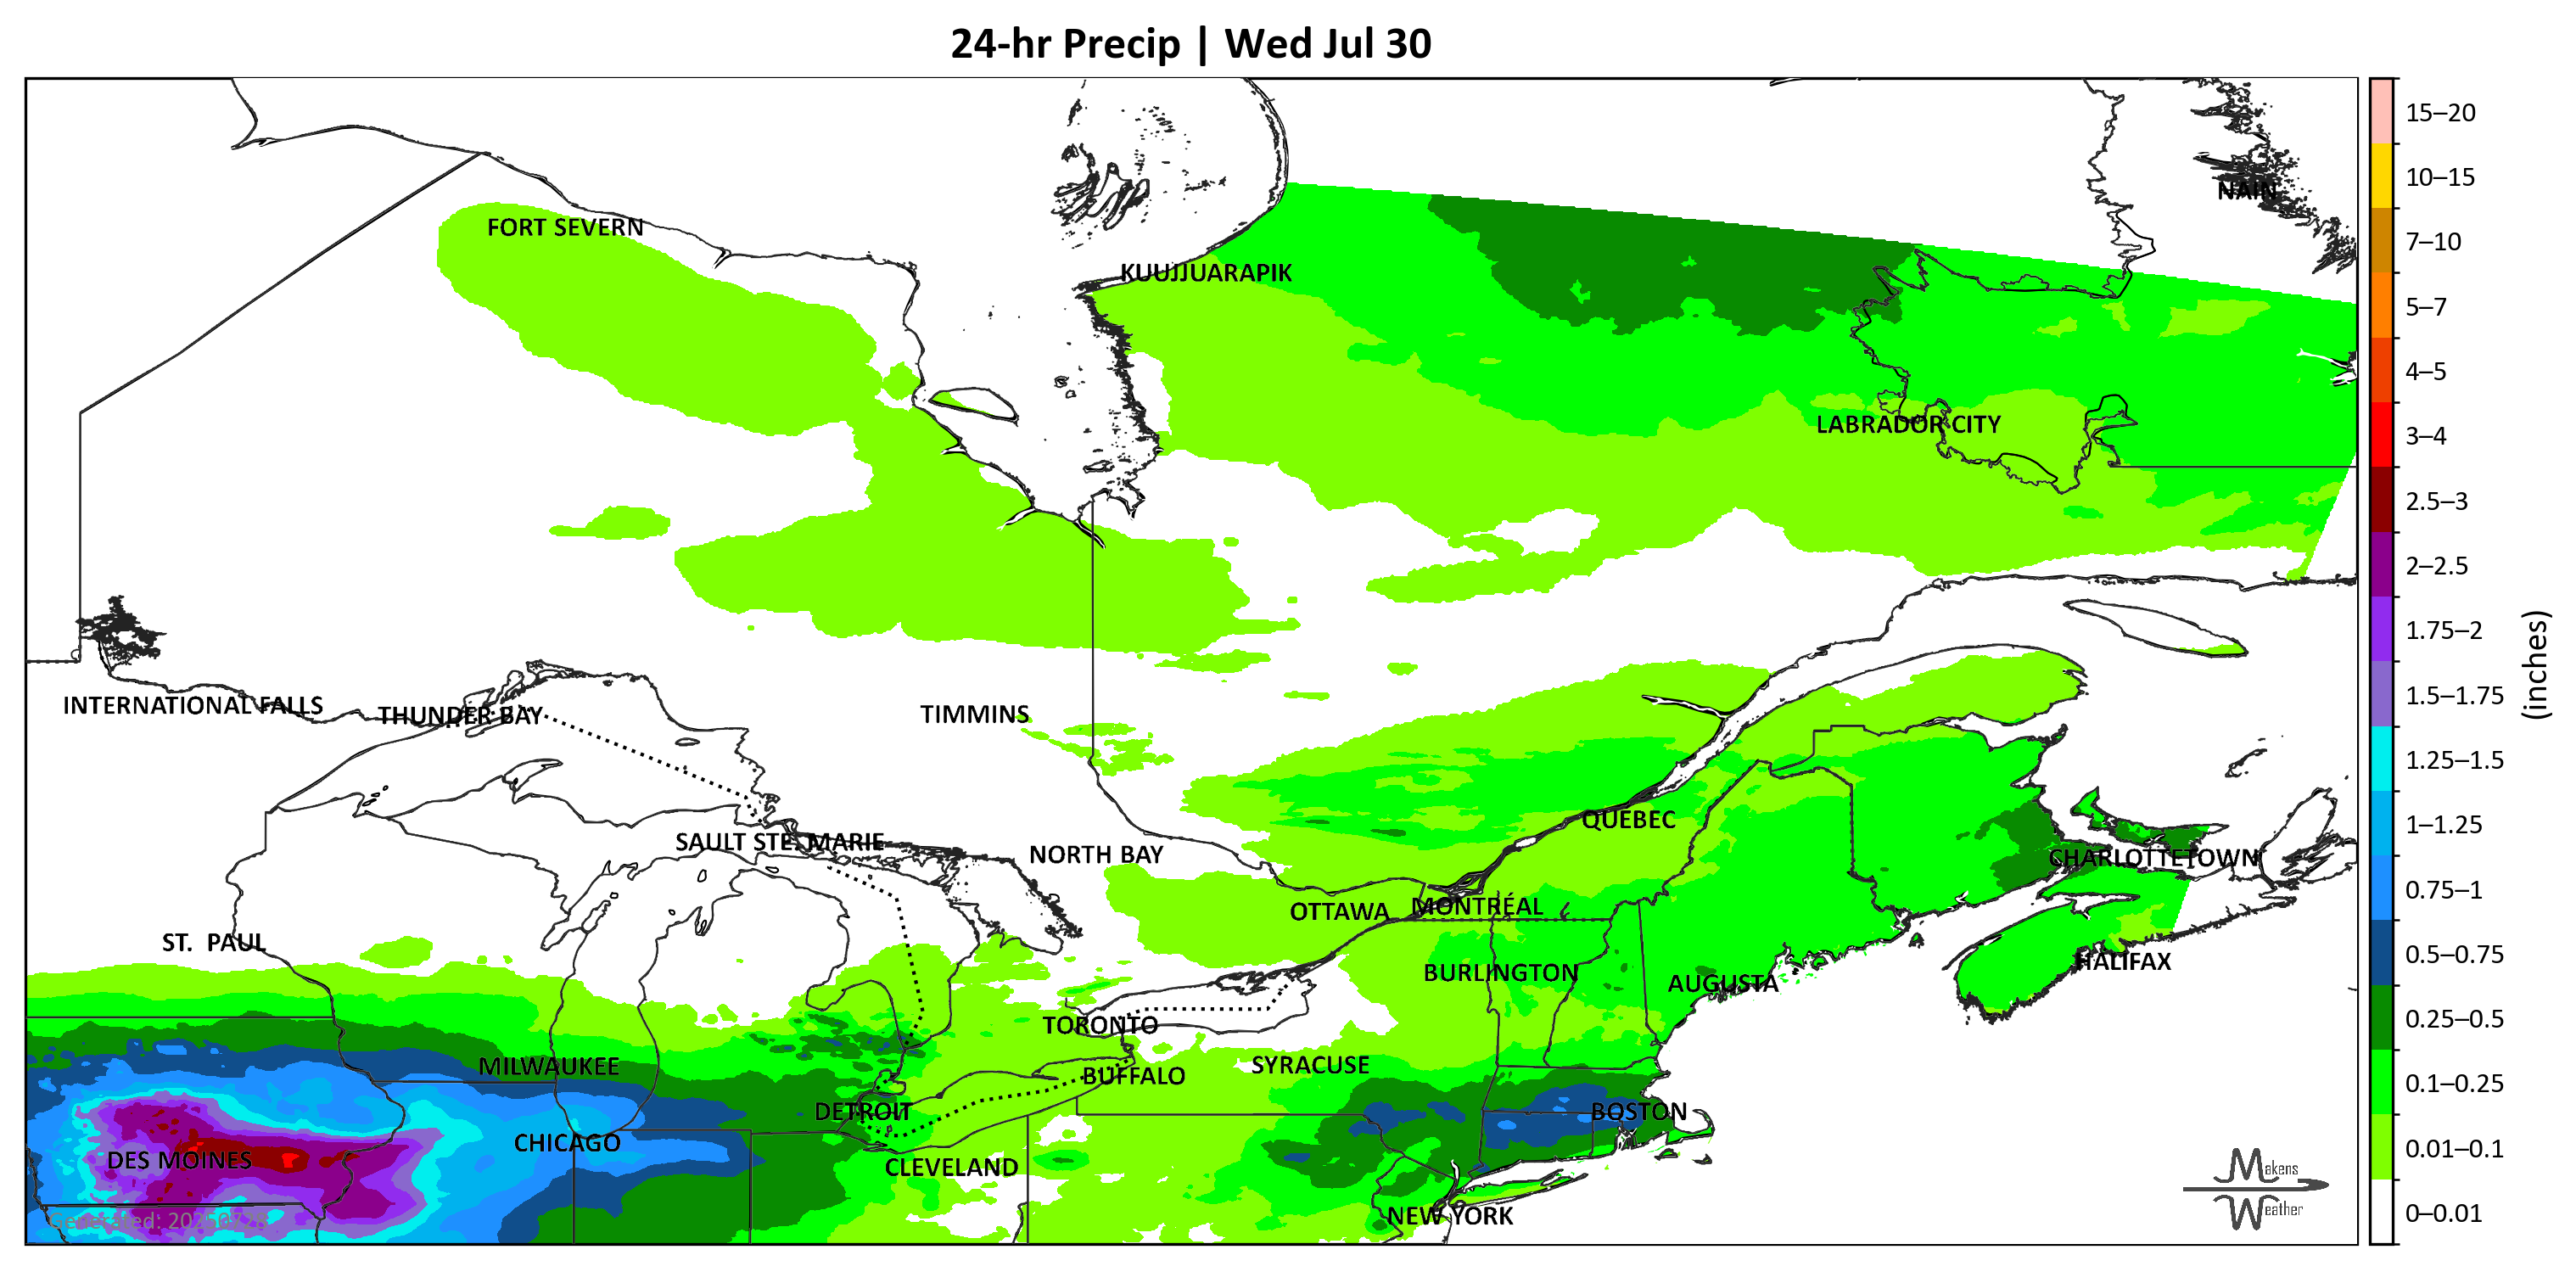 24-hr Precip | Wed Jul 30
NAIN
FORT SEVERN
KUUJJUARAPIK
LABRADOR CITY
INTERNATIONAL FALLS
THUNDER BAY
TIMMINS
QUÉBEC
SAULT STE. MARIE
NORTH BAY
CHARLOTTETOWN
OTTAWA
MONTRÉAL
ST. PAUL
HALIFAX
BURLINGTON
AUGUSTA
TORONTO
MILWAUKEE
SYRACUSE
BUFFALO
DETROIT
BOSTON
CHICAGO
DES MOINES
CLEVELAND
NEW YORK
Generated:
Makens
Weather
15–20
10–15
7–10
5–7
4–5
3–4
2.5–3
2–2.5
1.75–2
1.5–1.75
1.25–1.5
1–1.25
0.75–1
0.5–0.75
0.25–0.5
0.1–0.25
0.01–0.1
0–0.01
(inches)